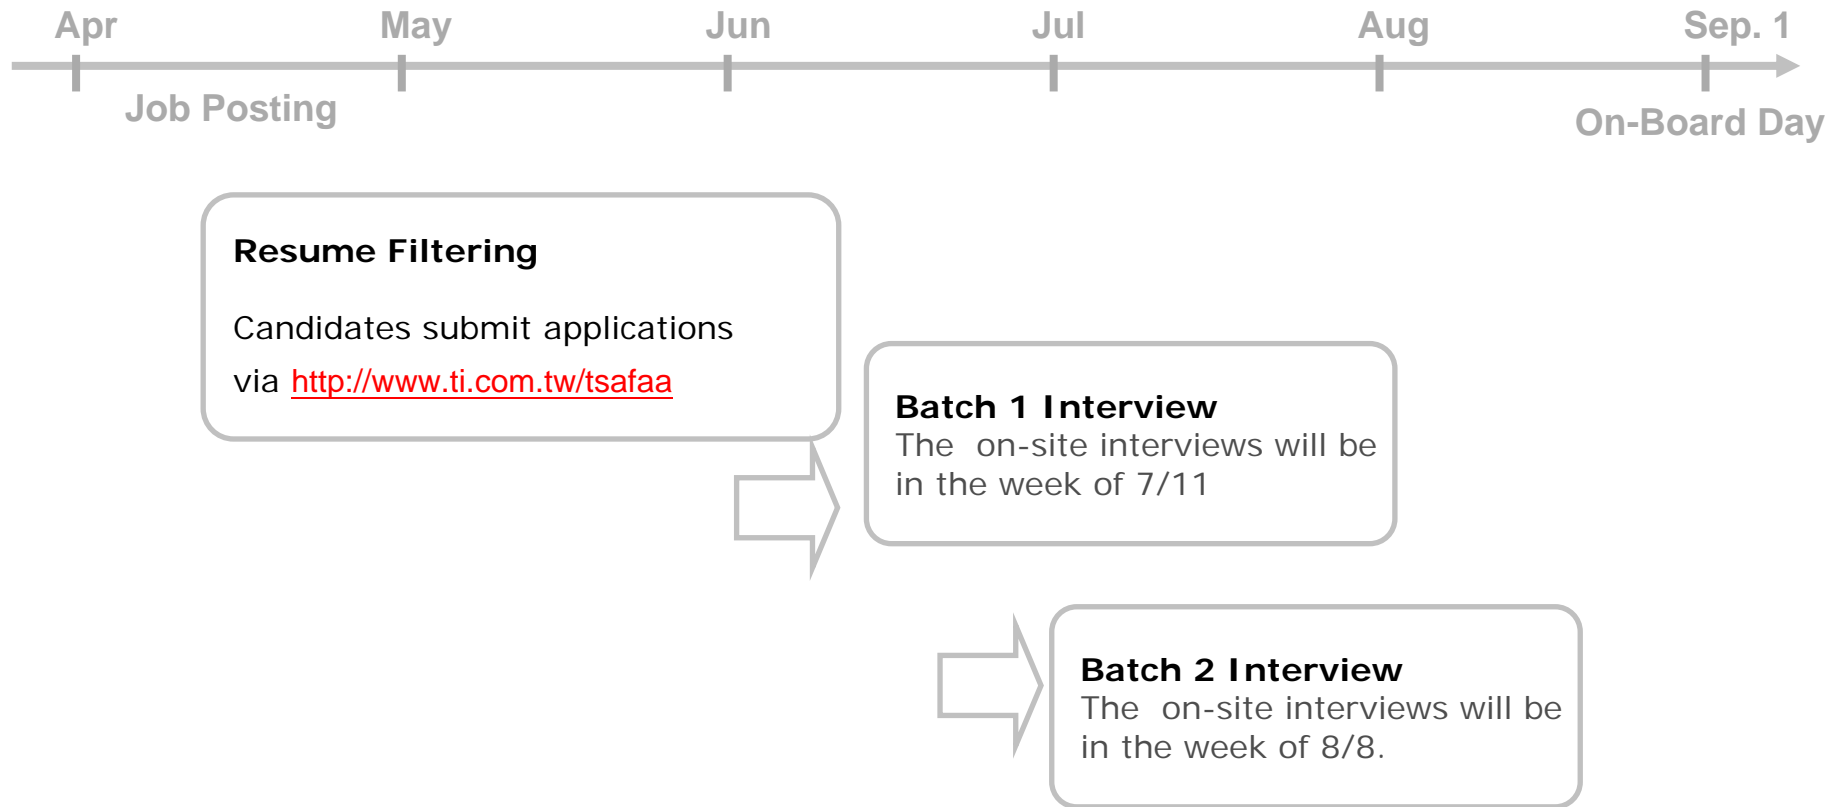 Apr May Jun Jul Aug Sep. 1
Job Posting
On-Board Day
Resume Filtering
Candidates submit applications
via http://www.ti.com.tw/tsafaa
Batch 1 Interview
The on-site interviews will be
in the week of 7/11
Batch 2 Interview
The on-site interviews will be
in the week of 8/8.